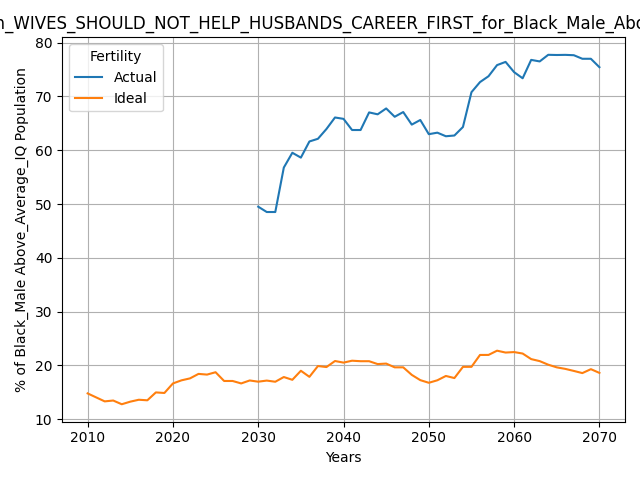 n_WIVES_SHOULD_NOT_HELP_HUSBANDS_CAREER_FIRST_for_Black_Male_Abo
Fertility
Actual
Ideal
% of Black_Male Above_Average_IQ Population
80
70
60
50
40
30
20
10
2010 2020 2030 2040 2050 2060 2070
Years